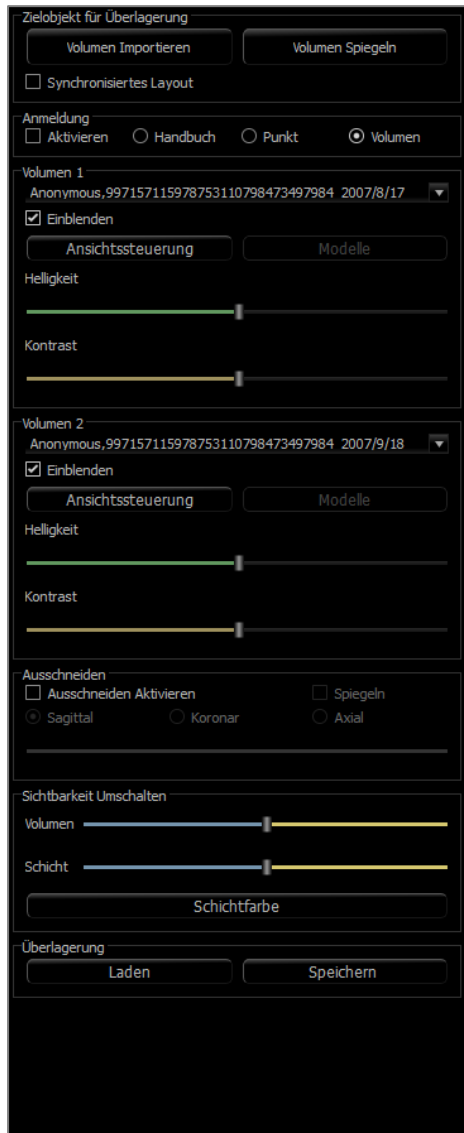 Zielobjekt für Überlagerung
Volumen Importieren Volumen Spiegeln
Synchronisiertes Layout
Anmeldung
Aktivieren Handbuch Punkt Volumen
Volumen 1
Anonymous,99715711597875311079847349​7984 2007/8/17
Einblenden
Ansichtssteuerung Modelle
Helligkeit
Kontrast
Volumen 2
Anonymous,997157115978753110798473497984 2007/9/18
Einblenden
Ansichtssteuerung Modelle
Helligkeit
Kontrast
Ausschneiden
Ausschneiden Aktivieren Spiegeln
Sagittal Koronar Axial
Sichtbarkeit Umschalten
Volumen
Schicht
Schichtfarbe
Überlagerung
Laden Speichern